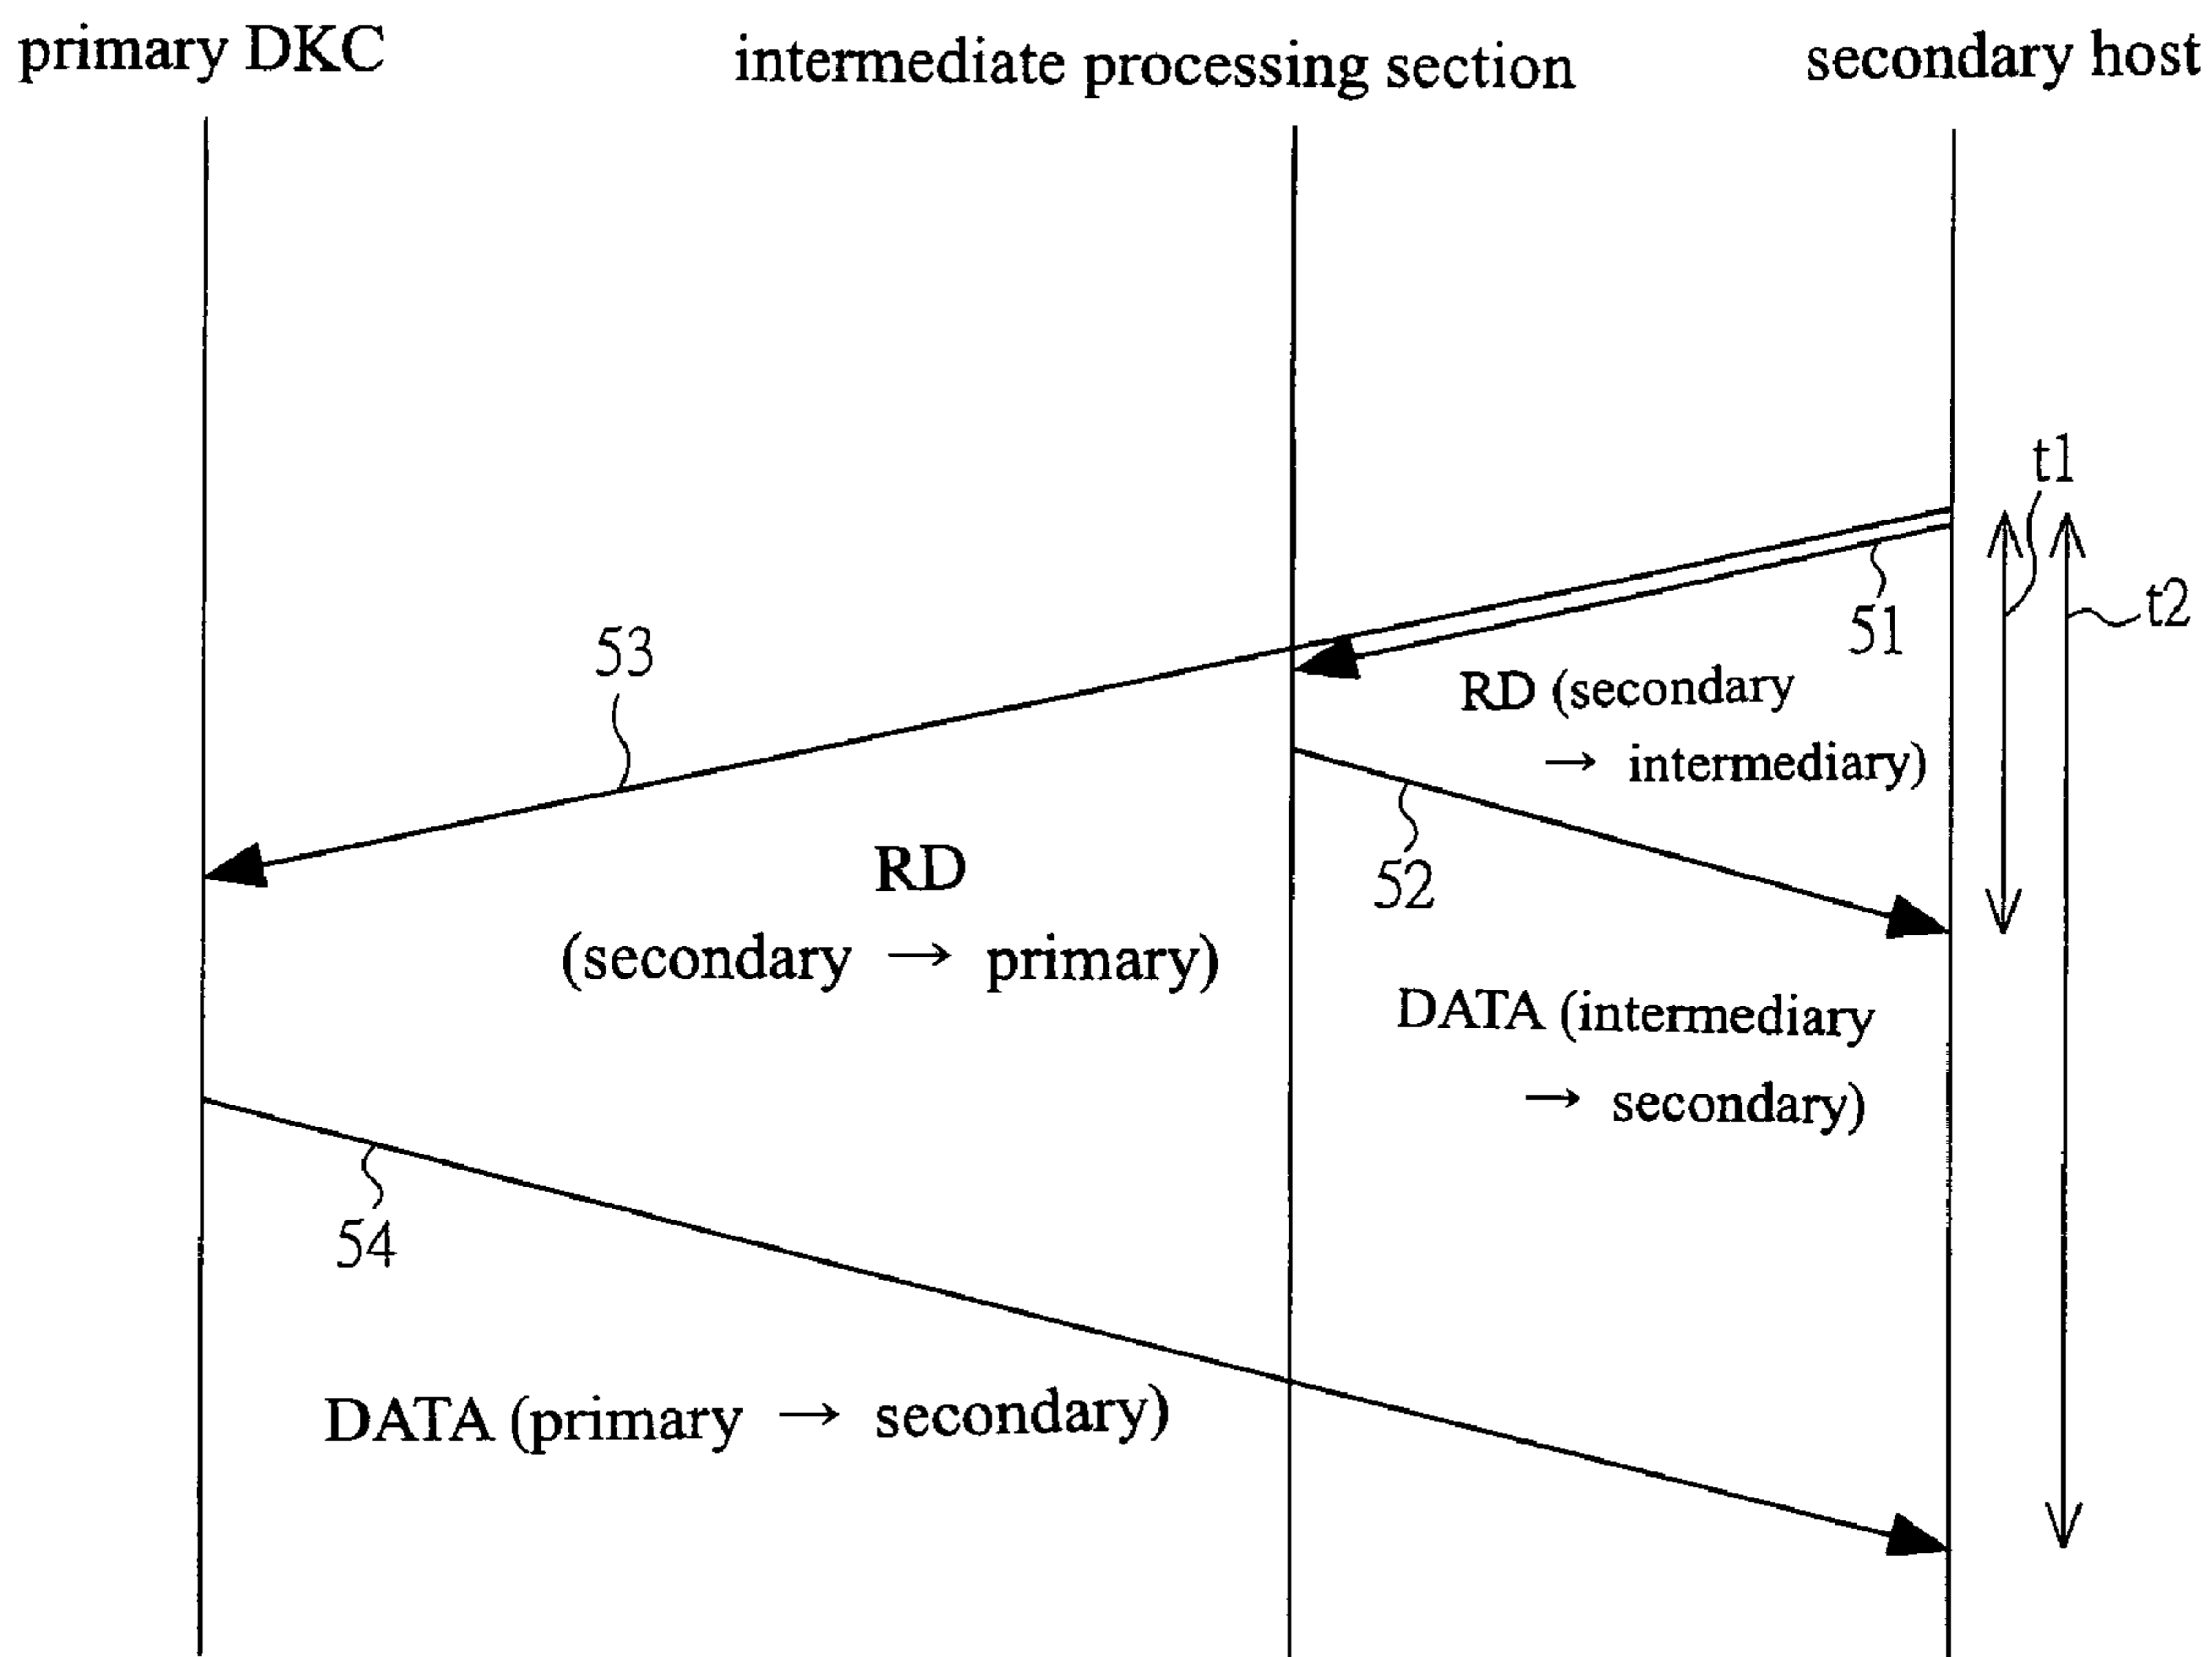 primary DKC
intermediate processing section
secondary host
t1
t2
51
53
RD (secondary
→ intermediary)
52
RD
(secondary → primary)
DATA (intermediary
→ secondary)
54
DATA (primary → secondary)